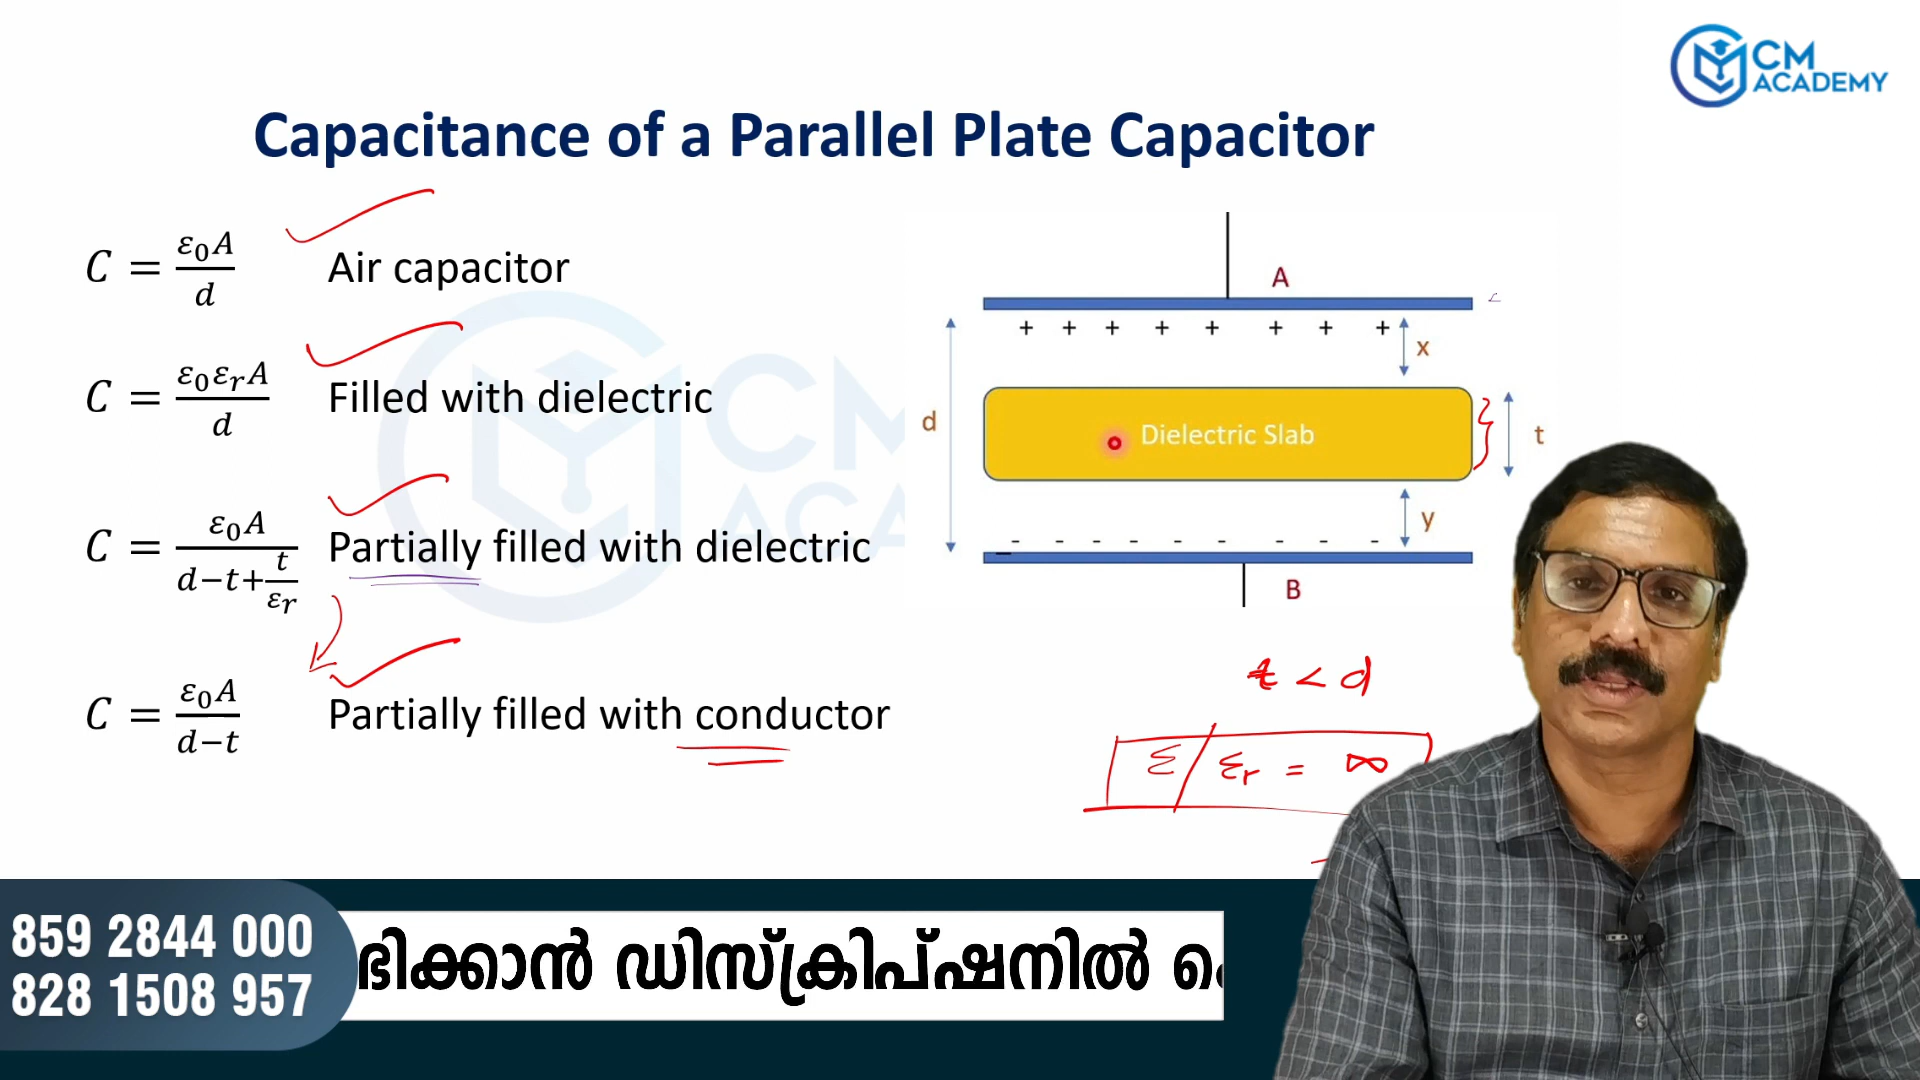 CM
ACADEMY
Capacitance of a Parallel Plate Capacitor
C = ε₀A/d Air capacitor
C = ε₀εᵣA/d Filled with dielectric
C = ε₀A/(d−t+t/εᵣ) Partially filled with dielectric
C = ε₀A/(d−t) Partially filled with conductor
A
+ + + + + + + +
x
d
Dielectric Slab
t
y
- - - - - - - - -
B
t < d
Σ / εr = ∞
859 2844 000
828 1508 957
ഭിക്കാൻ ഡിസ്ക്രിപ്ഷനിൽ